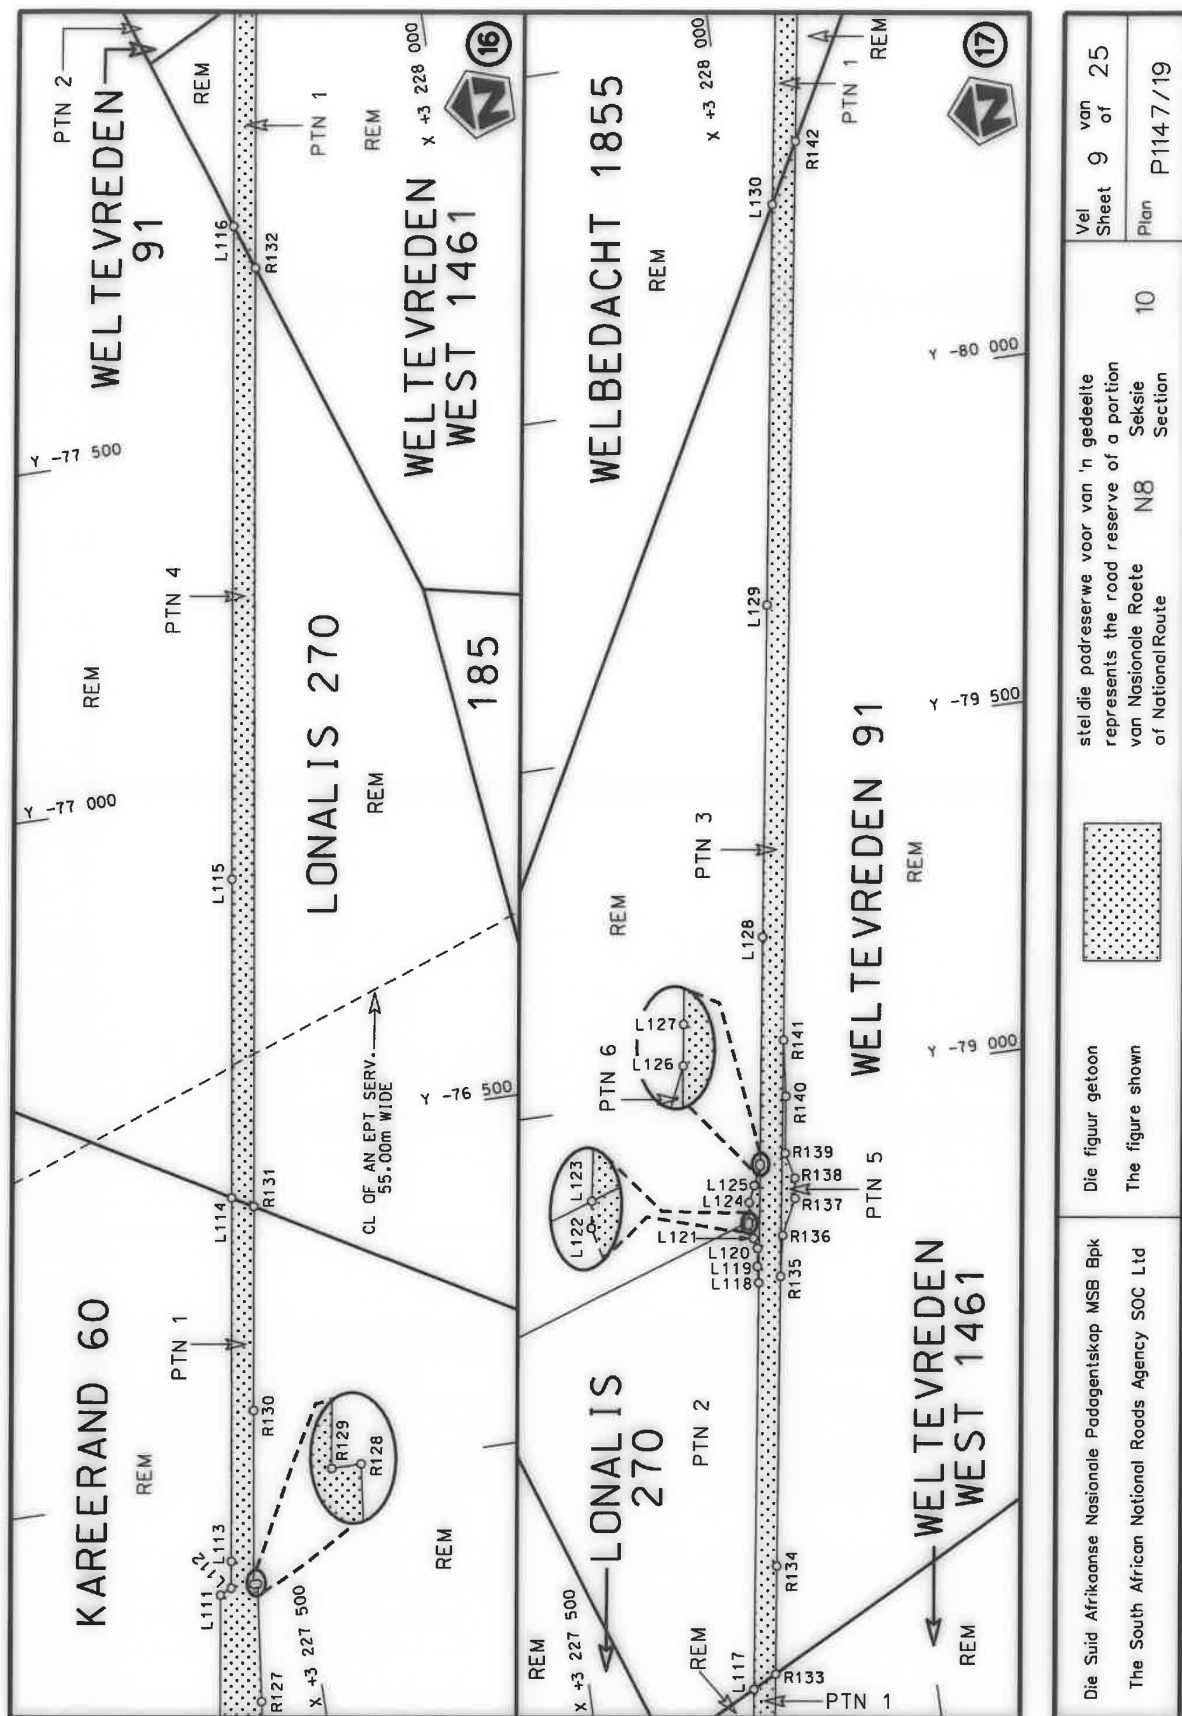 KAREERAND 60
REM
L111
L112
L113
R127
X +3 227 500
R129
R128
R130
PTN 1
REM
L114
R131
CL OF AN EPT SERV.
55.00m WIDE
Y -76 500
L115
Y -77 000
REM
LONALIS 270
REM
PTN 4
185
Y -77 500
WELTEVREDEN
91
PTN 2
L116
R132
REM
PTN 1
REM
WELTEVREDEN
WEST 1461
X +3 228 000
16
REM
X +3 227 500
LONALIS
270
PTN 2
REM
L117
R133
PTN 1
R134
REM
WELTEVREDEN
WEST 1461
L118
L119
L120
L121
L122
L123
L124
L125
R135
R136
R137
R138
R139
R140
R141
PTN 5
PTN 6
L126
L127
REM
L128
Y -79 000
WELTEVREDEN 91
REM
PTN 3
Y -79 500
L129
WELBEDACHT 1855
REM
Y -80 000
L130
R142
X +3 228 000
PTN 1
REM
17
Die Suid Afrikaanse Nasionale Padagentskap MSB Bpk
The South African National Roads Agency SOC Ltd
Die figuur getoon
The figure shown
stel die padreserwe voor van 'n gedeelte
represents the road reserve of a portion
van Nasionale Roete N8 Seksie 10
of National Route Section
Vel 9 van 25
Sheet of
Plan P1147/19